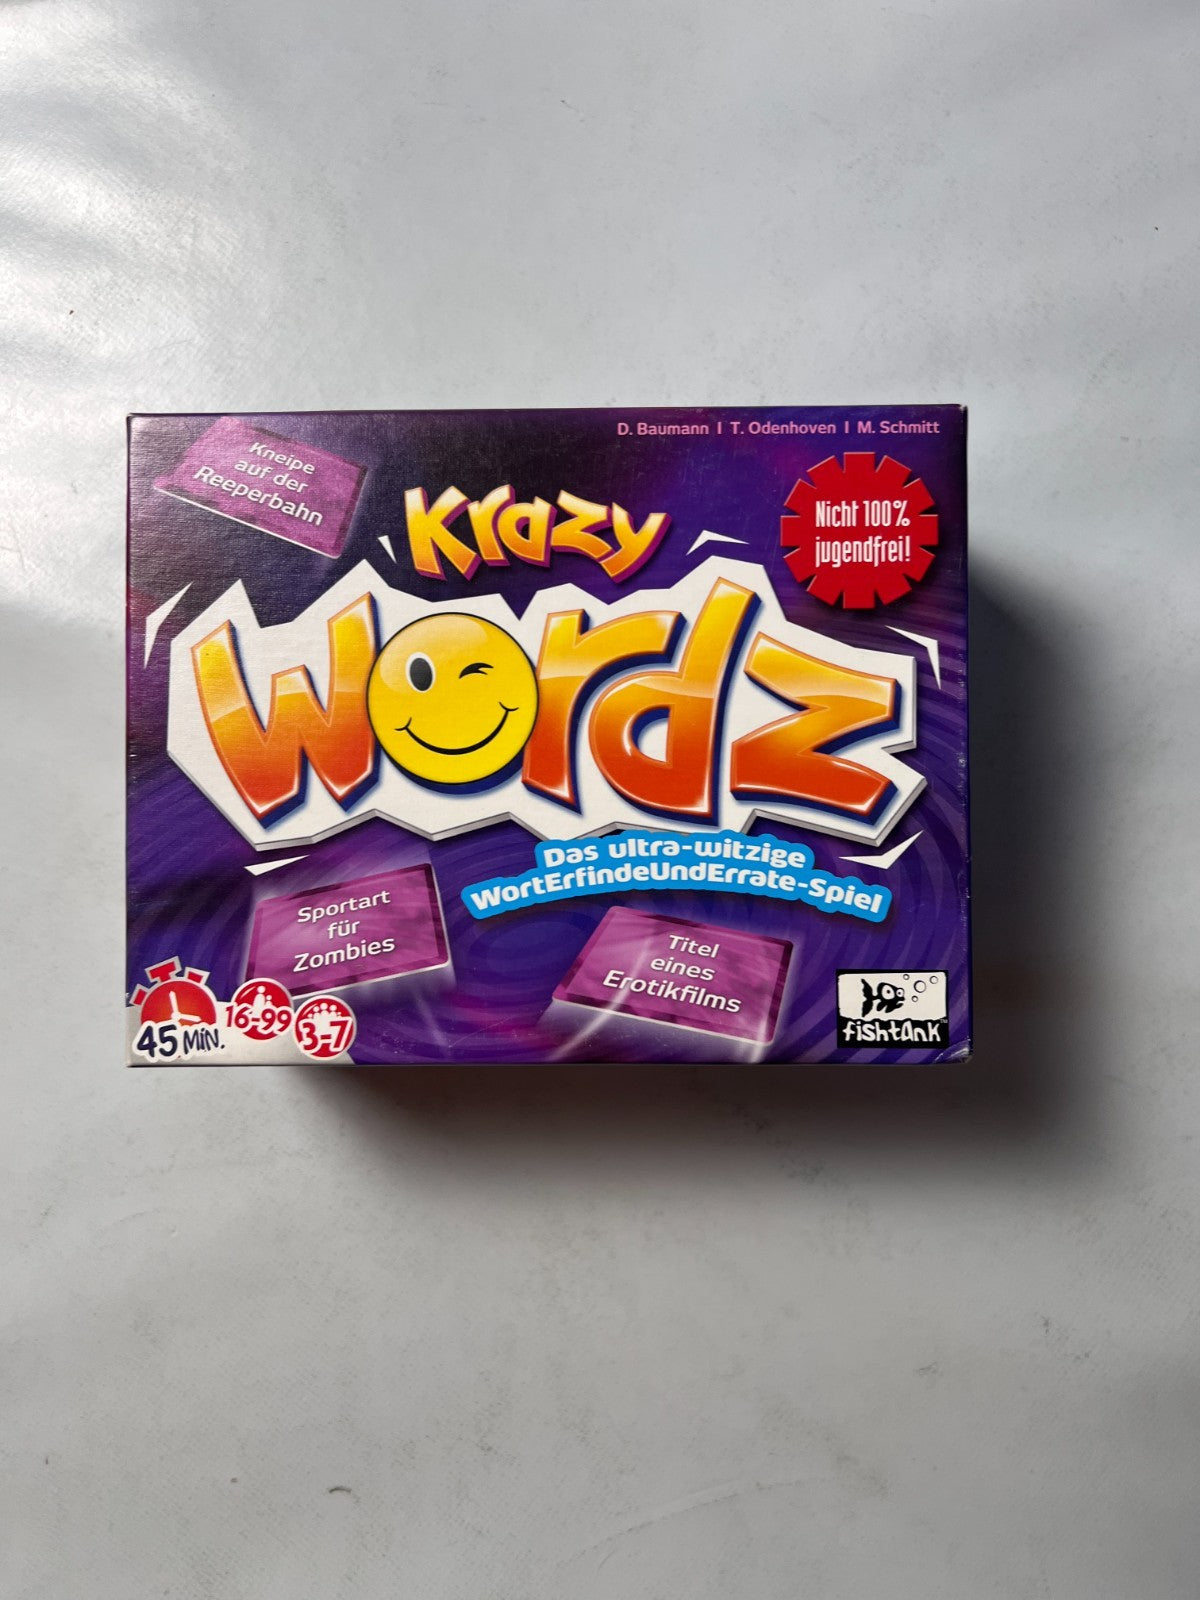 D. Baumann | T. Odenhoven | M. Schmitt
Kneipe
auf der
Reeperbahn
Krazy
Wordz
Nicht 100%
jugendfrei!
Das ultra-witzige
WortErfindeUndErrate-Spiel
Sportart
für
Zombies
Titel
eines
Erotikfilms
45 MIN.
16-99
3-7
fishtank™